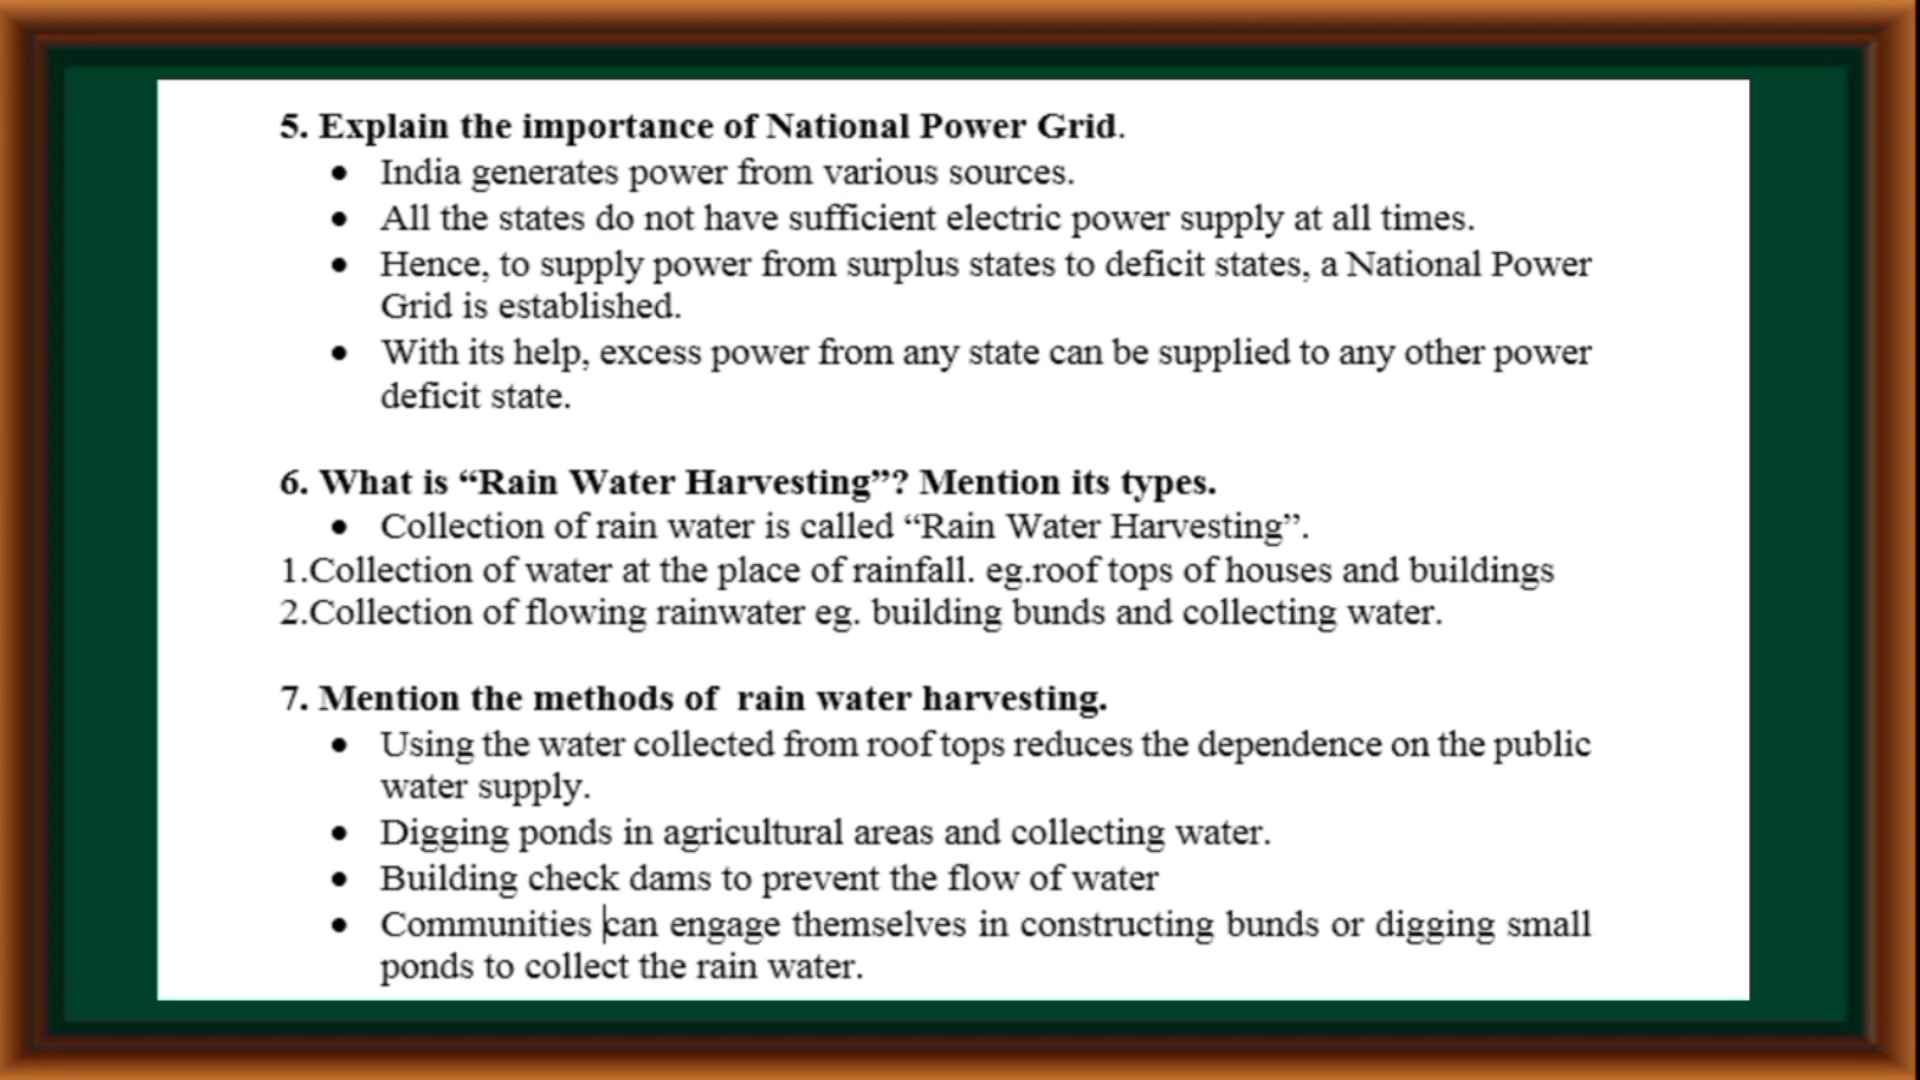 5. Explain the importance of National Power Grid.
• India generates power from various sources.
• All the states do not have sufficient electric power supply at all times.
• Hence, to supply power from surplus states to deficit states, a National Power
Grid is established.
• With its help, excess power from any state can be supplied to any other power
deficit state.
6. What is “Rain Water Harvesting”? Mention its types.
• Collection of rain water is called “Rain Water Harvesting”.
1.Collection of water at the place of rainfall. eg.roof tops of houses and buildings
2.Collection of flowing rainwater eg. building bunds and collecting water.
7. Mention the methods of rain water harvesting.
• Using the water collected from roof tops reduces the dependence on the public
water supply.
• Digging ponds in agricultural areas and collecting water.
• Building check dams to prevent the flow of water
• Communities can engage themselves in constructing bunds or digging small
ponds to collect the rain water.